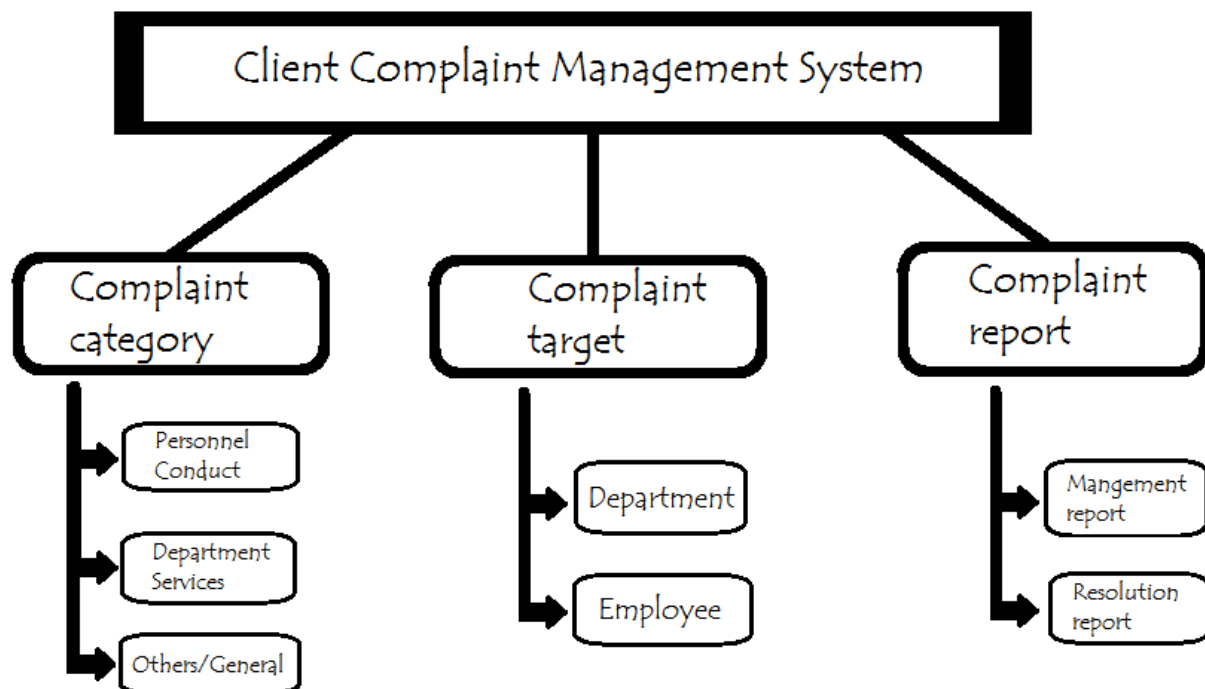 Client Complaint Management System
Complaint
category
Personnel
Conduct
Department
Services
Others/General
Complaint
target
Department
Employee
Complaint
report
Mangement
report
Resolution
report